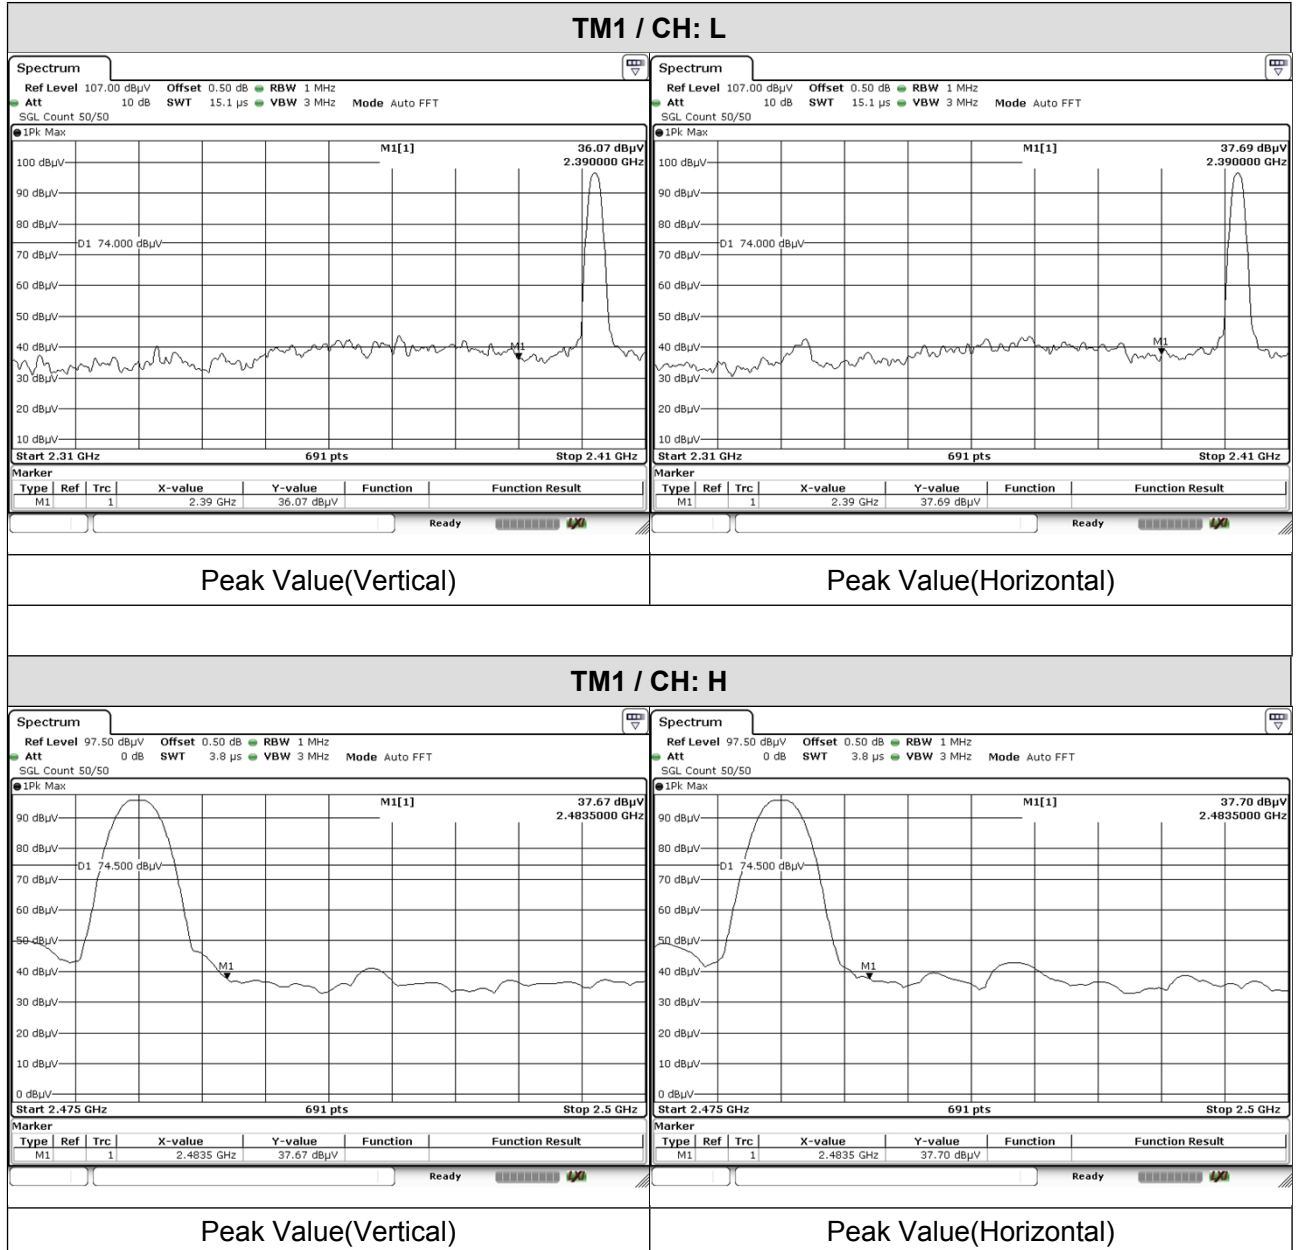 TM1 / CH: L
Spectrum
Ref Level 107.00 dBµV Offset 0.50 dB RBW 1 MHz
Att 10 dB SWT 15.1 µs VBW 3 MHz Mode Auto FFT
SGL Count 50/50
1Pk Max
M1[1] 36.07 dBµV
2.390000 GHz
100 dBµV
90 dBµV
80 dBµV
D1 74.000 dBµV
70 dBµV
60 dBµV
50 dBµV
40 dBµV
M1
30 dBµV
20 dBµV
10 dBµV
Start 2.31 GHz 691 pts Stop 2.41 GHz
Marker
Type Ref Trc X-value Y-value Function Function Result
M1 1 2.39 GHz 36.07 dBµV
Ready LXI
Spectrum
Ref Level 107.00 dBµV Offset 0.50 dB RBW 1 MHz
Att 10 dB SWT 15.1 µs VBW 3 MHz Mode Auto FFT
SGL Count 50/50
1Pk Max
M1[1] 37.69 dBµV
2.390000 GHz
100 dBµV
90 dBµV
80 dBµV
D1 74.000 dBµV
70 dBµV
60 dBµV
50 dBµV
40 dBµV
M1
30 dBµV
20 dBµV
10 dBµV
Start 2.31 GHz 691 pts Stop 2.41 GHz
Marker
Type Ref Trc X-value Y-value Function Function Result
M1 1 2.39 GHz 37.69 dBµV
Ready LXI
Peak Value(Vertical) Peak Value(Horizontal)
TM1 / CH: H
Spectrum
Ref Level 97.50 dBµV Offset 0.50 dB RBW 1 MHz
Att 0 dB SWT 3.8 µs VBW 3 MHz Mode Auto FFT
SGL Count 50/50
1Pk Max
M1[1] 37.67 dBµV
2.4835000 GHz
90 dBµV
80 dBµV
D1 74.500 dBµV
70 dBµV
60 dBµV
50 dBµV
40 dBµV
M1
30 dBµV
20 dBµV
10 dBµV
0 dBµV
Start 2.475 GHz 691 pts Stop 2.5 GHz
Marker
Type Ref Trc X-value Y-value Function Function Result
M1 1 2.4835 GHz 37.67 dBµV
Ready LXI
Spectrum
Ref Level 97.50 dBµV Offset 0.50 dB RBW 1 MHz
Att 0 dB SWT 3.8 µs VBW 3 MHz Mode Auto FFT
SGL Count 50/50
1Pk Max
M1[1] 37.70 dBµV
2.4835000 GHz
90 dBµV
80 dBµV
D1 74.500 dBµV
70 dBµV
60 dBµV
50 dBµV
40 dBµV
M1
30 dBµV
20 dBµV
10 dBµV
0 dBµV
Start 2.475 GHz 691 pts Stop 2.5 GHz
Marker
Type Ref Trc X-value Y-value Function Function Result
M1 1 2.4835 GHz 37.70 dBµV
Ready LXI
Peak Value(Vertical) Peak Value(Horizontal)